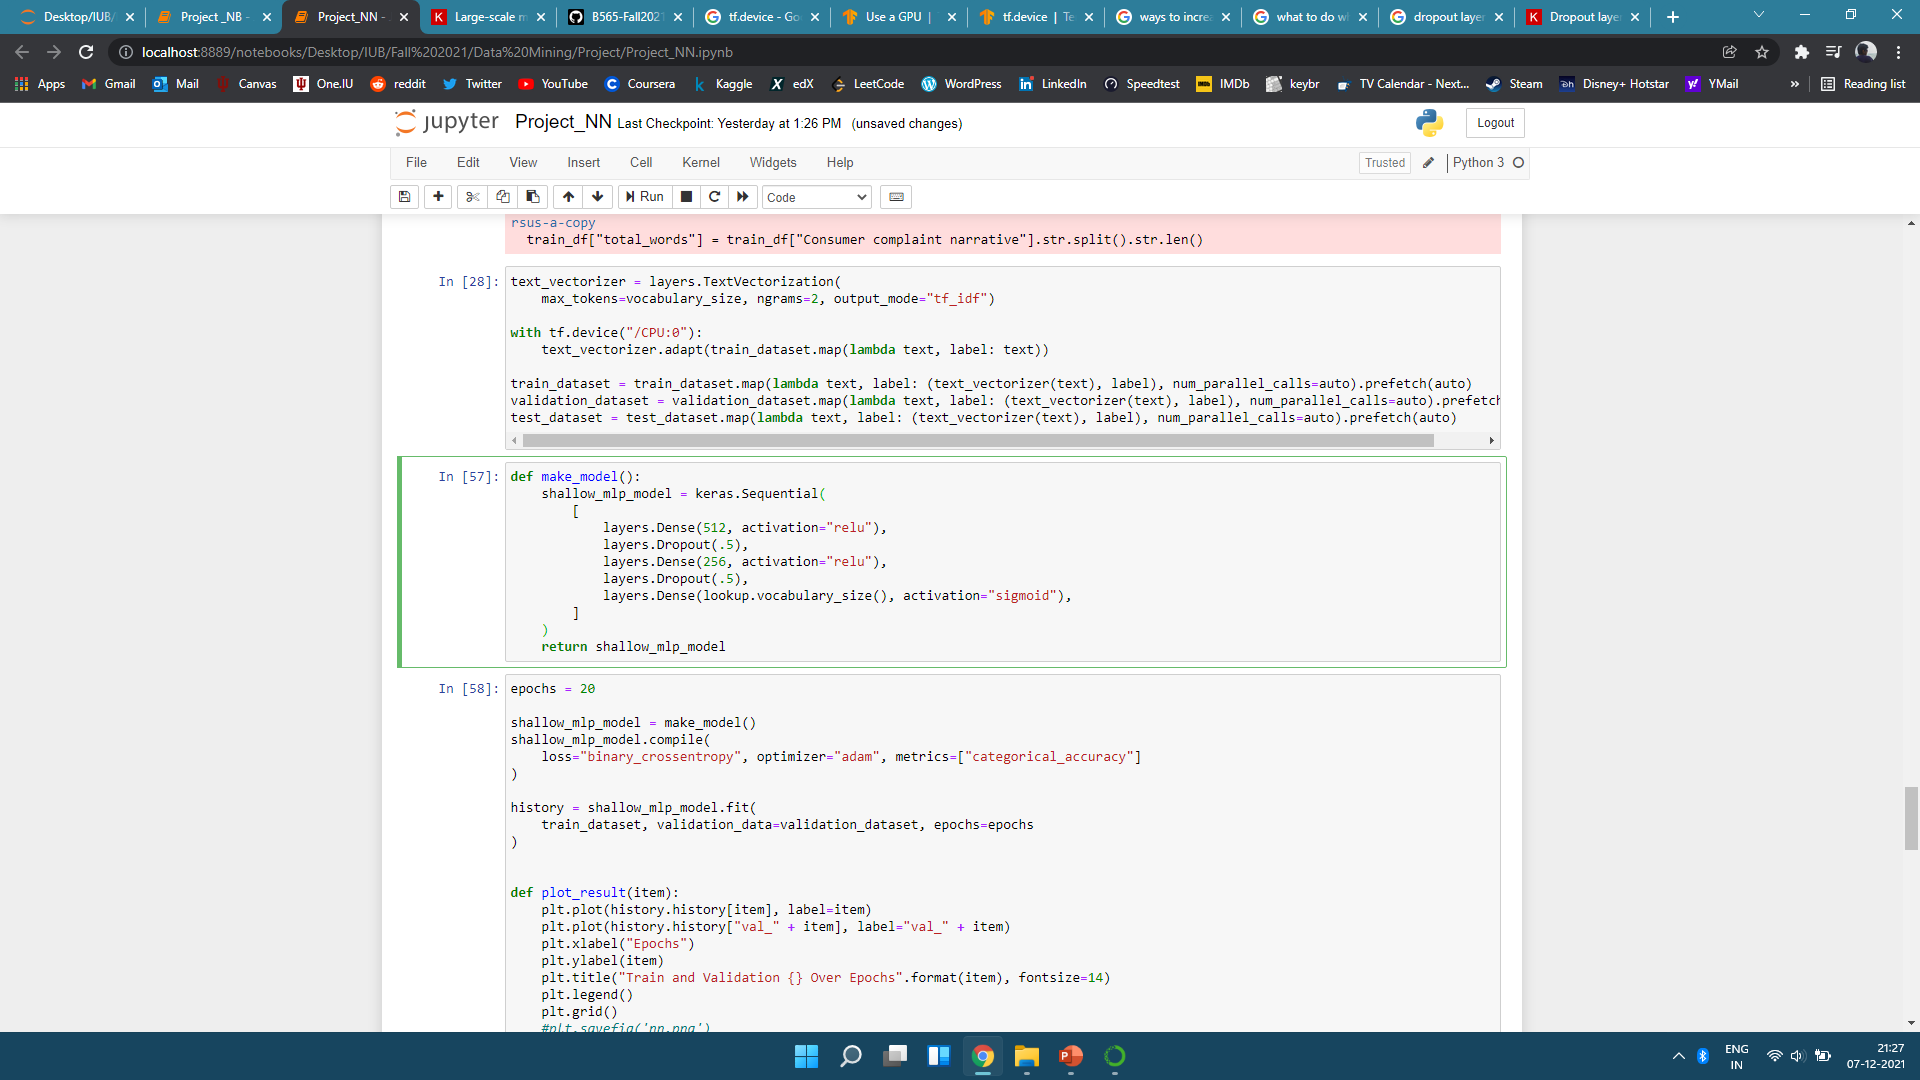 Desktop/IUB/
Project_NB -
Project_NN -
Large-scale m
B565-Fall2021
tf.device - Go
Use a GPU |
tf.device | Te
ways to increa
what to do w
dropout layer
Dropout laye
localhost:8889/notebooks/Desktop/IUB/Fall%202021/Data%20Mining/Project/Project_NN.ipynb
Apps Gmail Mail Canvas One.IU reddit Twitter YouTube Coursera Kaggle edX LeetCode WordPress LinkedIn Speedtest IMDb keybr TV Calendar - Next... Steam Disney+ Hotstar YMail » Reading list
jupyter Project_NN Last Checkpoint: Yesterday at 1:26 PM (unsaved changes) Logout
File Edit View Insert Cell Kernel Widgets Help Trusted Python 3
Run Code
rsus-a-copy
train_df["total_words"] = train_df["Consumer complaint narrative"].str.split().str.len()
In [28]: text_vectorizer = layers.TextVectorization(
max_tokens=vocabulary_size, ngrams=2, output_mode="tf_idf")
with tf.device("/CPU:0"):
text_vectorizer.adapt(train_dataset.map(lambda text, label: text))
train_dataset = train_dataset.map(lambda text, label: (text_vectorizer(text), label), num_parallel_calls=auto).prefetch(auto)
validation_dataset = validation_dataset.map(lambda text, label: (text_vectorizer(text), label), num_parallel_calls=auto).prefetch
test_dataset = test_dataset.map(lambda text, label: (text_vectorizer(text), label), num_parallel_calls=auto).prefetch(auto)
In [57]: def make_model():
shallow_mlp_model = keras.Sequential(
[
layers.Dense(512, activation="relu"),
layers.Dropout(.5),
layers.Dense(256, activation="relu"),
layers.Dropout(.5),
layers.Dense(lookup.vocabulary_size(), activation="sigmoid"),
]
)
return shallow_mlp_model
In [58]: epochs = 20
shallow_mlp_model = make_model()
shallow_mlp_model.compile(
loss="binary_crossentropy", optimizer="adam", metrics=["categorical_accuracy"]
)
history = shallow_mlp_model.fit(
train_dataset, validation_data=validation_dataset, epochs=epochs
)
def plot_result(item):
plt.plot(history.history[item], label=item)
plt.plot(history.history["val_" + item], label="val_" + item)
plt.xlabel("Epochs")
plt.ylabel(item)
plt.title("Train and Validation {} Over Epochs".format(item), fontsize=14)
plt.legend()
plt.grid()
#plt.savefig('nn.png')
ENG
IN
21:27
07-12-2021